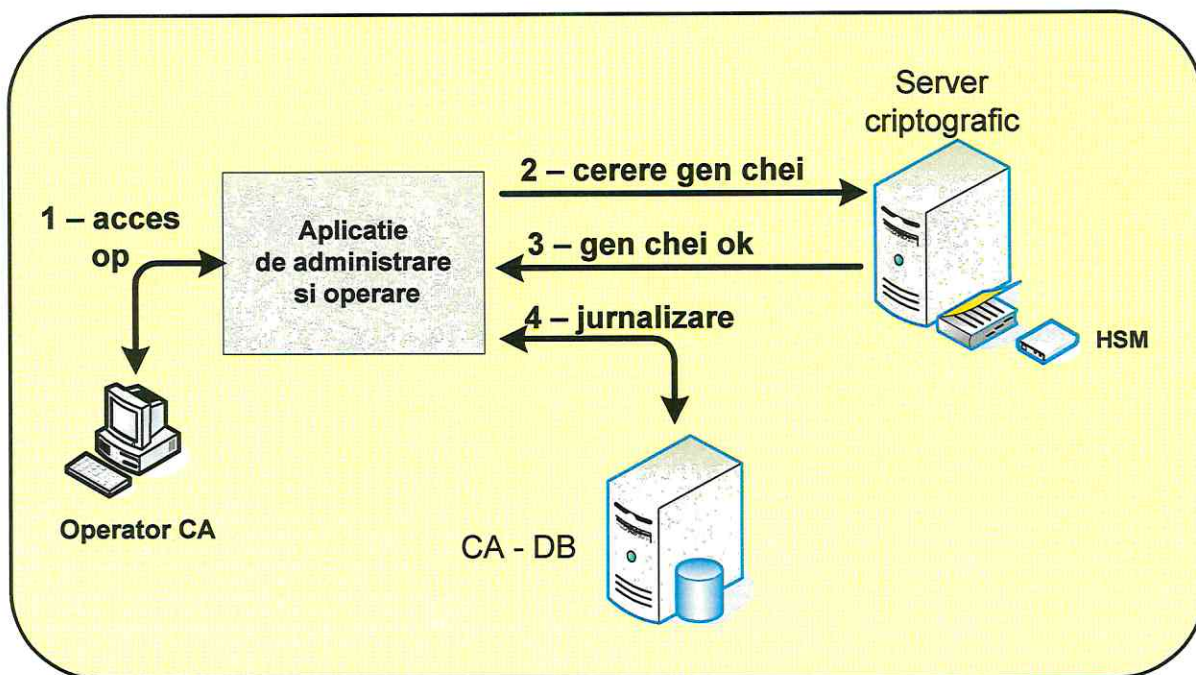 Server
criptografic
2 – cerere gen chei
1 – acces
op
Aplicatie
de administrare
si operare
3 – gen chei ok
4 – jurnalizare
HSM
Operator CA
CA - DB